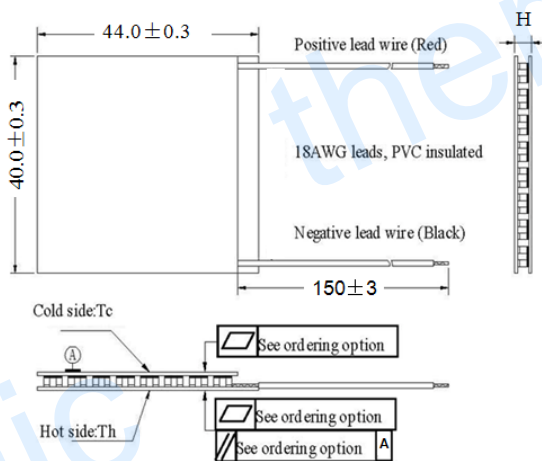 44.0±0.3
H
Positive lead wire (Red)
40.0±0.3
18AWG leads, PVC insulated
Negative lead wire (Black)
150±3
Cold side:Tc
A
See ordering option
See ordering option
Hot side:Th
See ordering option A